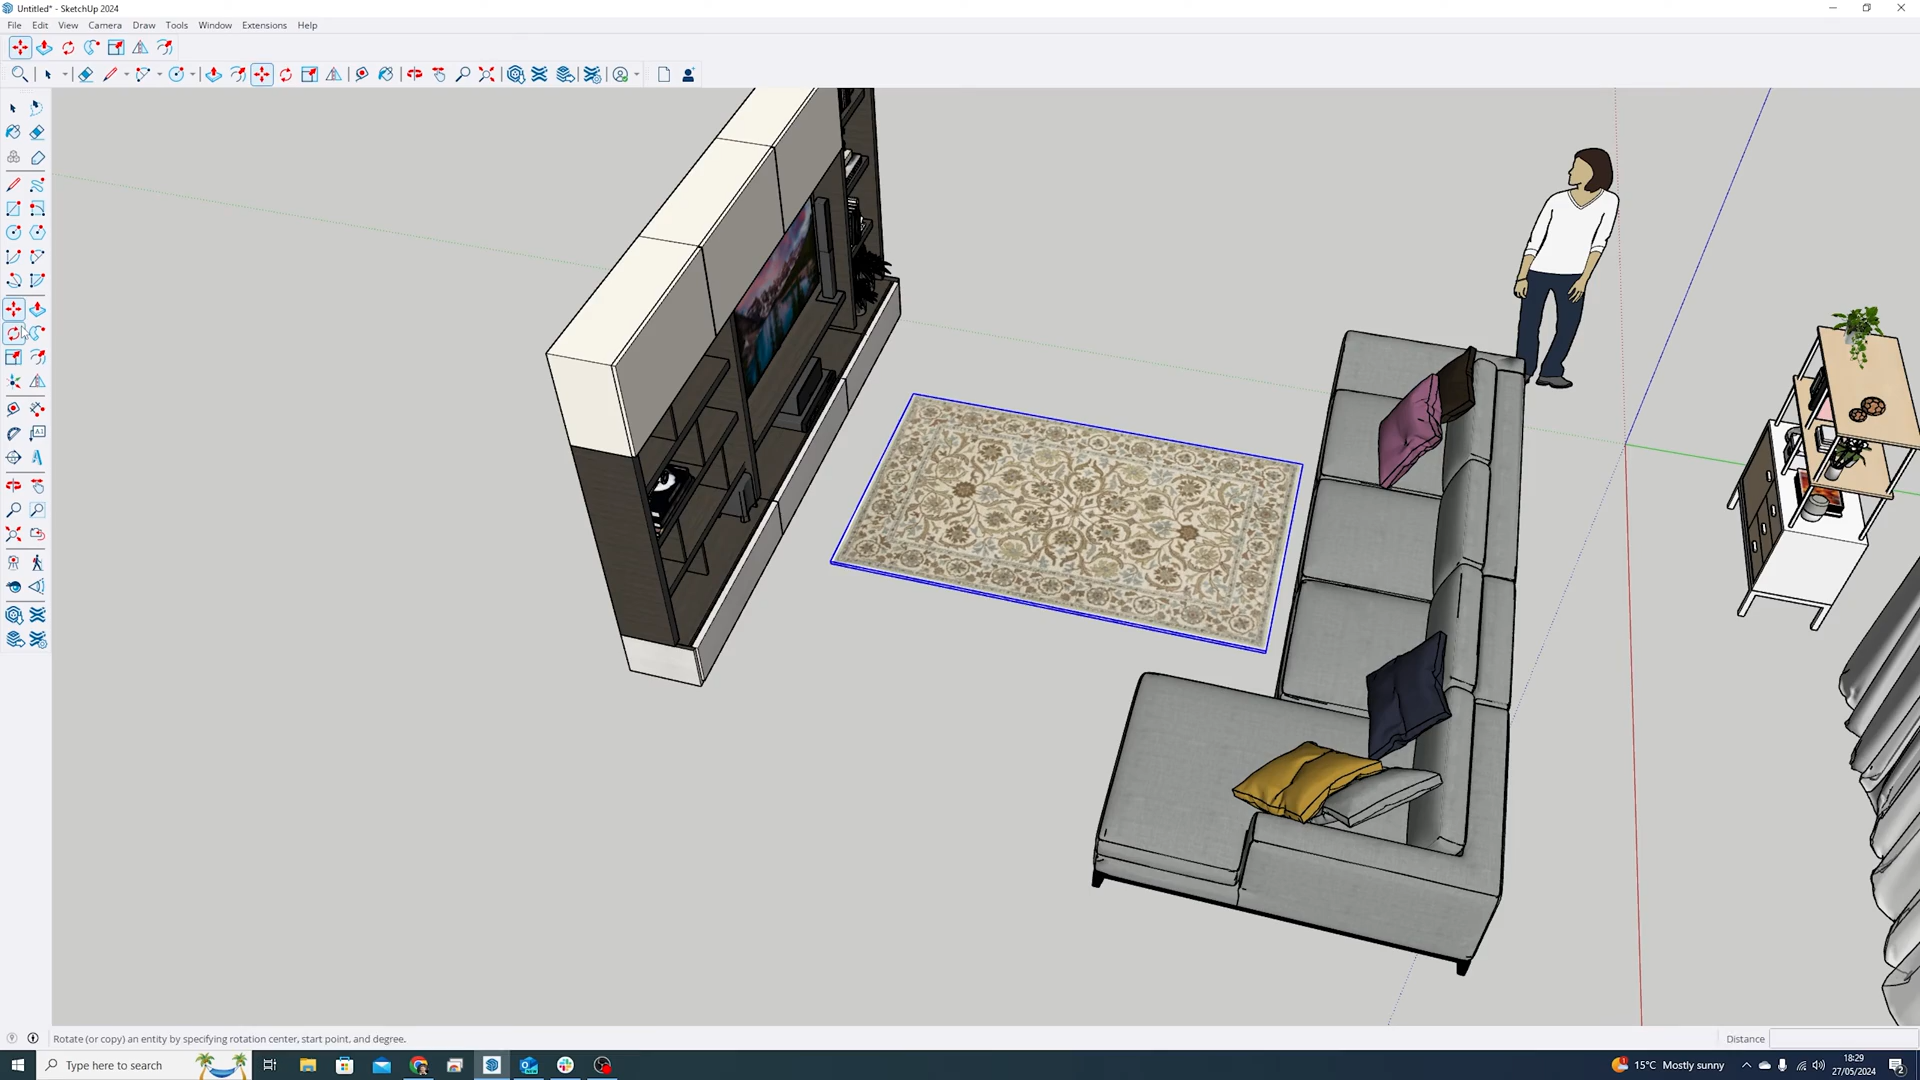 Untitled* - SketchUp 2024
File Edit View Camera Draw Tools Window Extensions Help
A1
Rotate (or copy) an entity by specifying rotation center, start point, and degree.
Distance
Type here to search
15°C Mostly sunny
18:29
27/05/2024
2